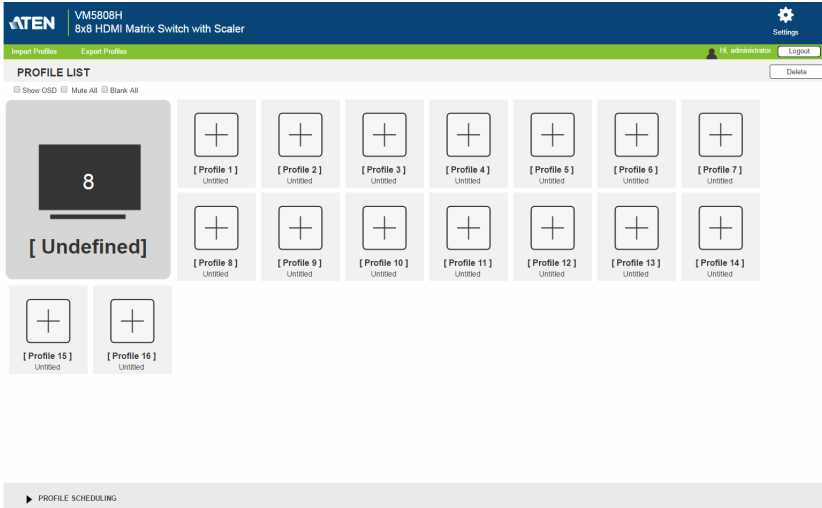 ATEN
VM5808H
8x8 HDMI Matrix Switch with Scaler
Settings
Import Profiles Export Profiles
Hi, administrator Logout
PROFILE LIST
Delete
Show OSD Mute All Blank All
8
[ Undefined]
[ Profile 1 ] [ Profile 2 ] [ Profile 3 ] [ Profile 4 ] [ Profile 5 ] [ Profile 6 ] [ Profile 7 ]
Untitled Untitled Untitled Untitled Untitled Untitled Untitled
[ Profile 8 ] [ Profile 9 ] [ Profile 10 ] [ Profile 11 ] [ Profile 12 ] [ Profile 13 ] [ Profile 14 ]
Untitled Untitled Untitled Untitled Untitled Untitled Untitled
[ Profile 15 ] [ Profile 16 ]
Untitled Untitled
PROFILE SCHEDULING